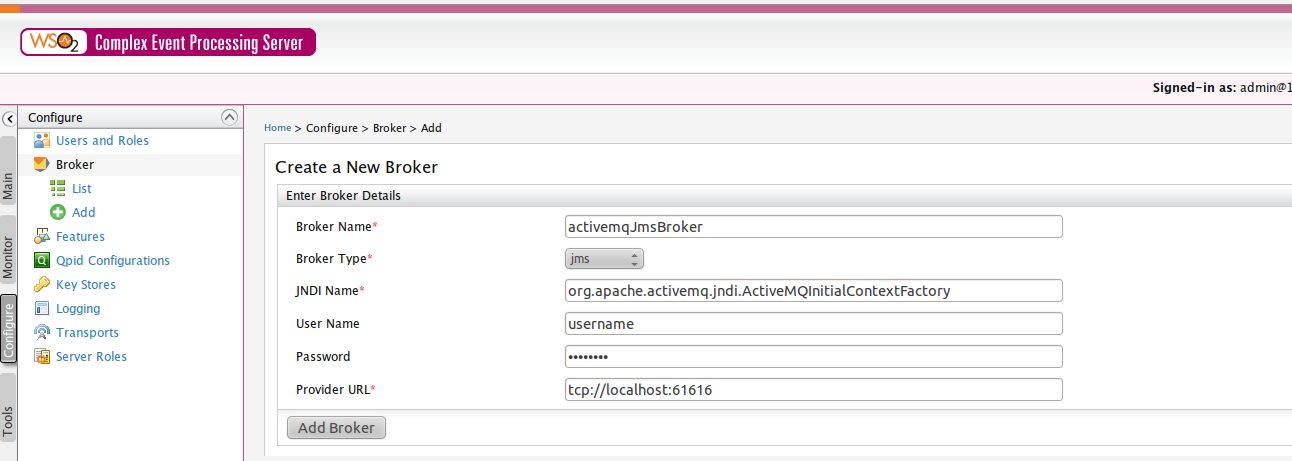 WSO2 Complex Event Processing Server
Signed-in as: admin@1
Configure
Users and Roles
Broker
List
Add
Features
Qpid Configurations
Key Stores
Logging
Transports
Server Roles
Main
Monitor
Configure
Tools
Home > Configure > Broker > Add
Create a New Broker
Enter Broker Details
Broker Name* activemqJmsBroker
Broker Type* jms
JNDI Name* org.apache.activemq.jndi.ActiveMQInitialContextFactory
User Name username
Password ••••••••
Provider URL* tcp://localhost:61616
Add Broker